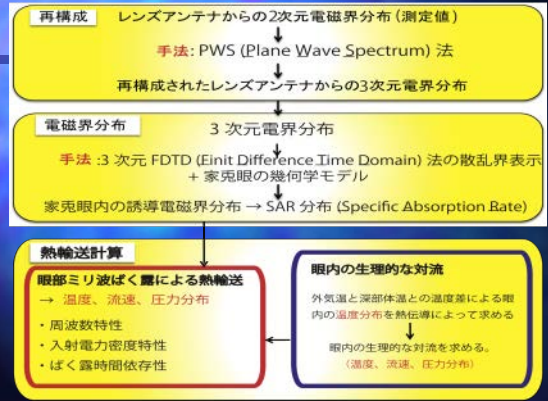 再構成
レンズアンテナからの2次元電磁界分布(測定値)
手法: PWS (Plane Wave Spectrum) 法
再構成されたレンズアンテナからの3次元電界分布
電磁界分布
3 次元電界分布
手法 :3 次元 FDTD (Einit Difference Time Domain) 法の散乱界表示
+ 家兎眼の幾何学モデル
家兎眼内の誘導電磁界分布 → SAR 分布 (Specific Absorption Rate)
熱輸送計算
眼部ミリ波ばく露による熱輸送
→ 温度、流速、圧力分布
・周波数特性
・入射電力密度特性
・ばく露時間依存性
眼内の生理的な対流
外気温と深部体温との温度差による眼
内の温度分布を熱伝導によって求める
眼内の生理的な対流を求める。
(温度、流速、圧力分布)